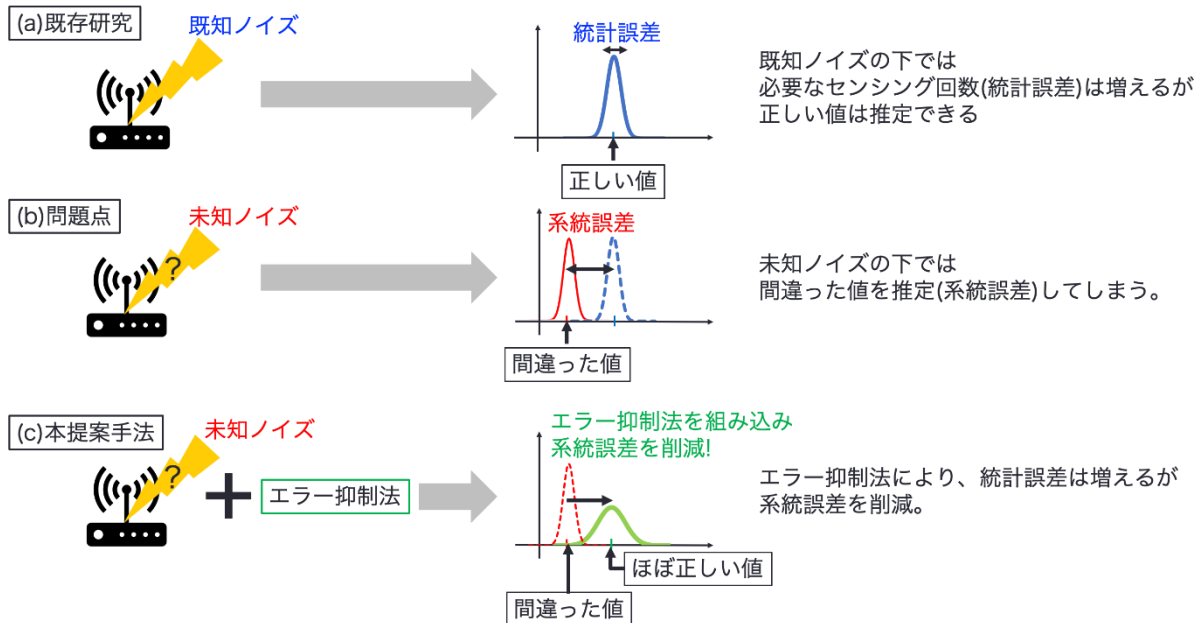 (a)既存研究
既知ノイズ
統計誤差
正しい値
既知ノイズの下では
必要なセンシング回数(統計誤差)は増えるが
正しい値は推定できる
(b)問題点
未知ノイズ
?
系統誤差
間違った値
未知ノイズの下では
間違った値を推定(系統誤差)してしまう。
(c)本提案手法
未知ノイズ
?
+
エラー抑制法
エラー抑制法を組み込み
系統誤差を削減!
ほぼ正しい値
間違った値
エラー抑制法により、統計誤差は増えるが
系統誤差を削減。